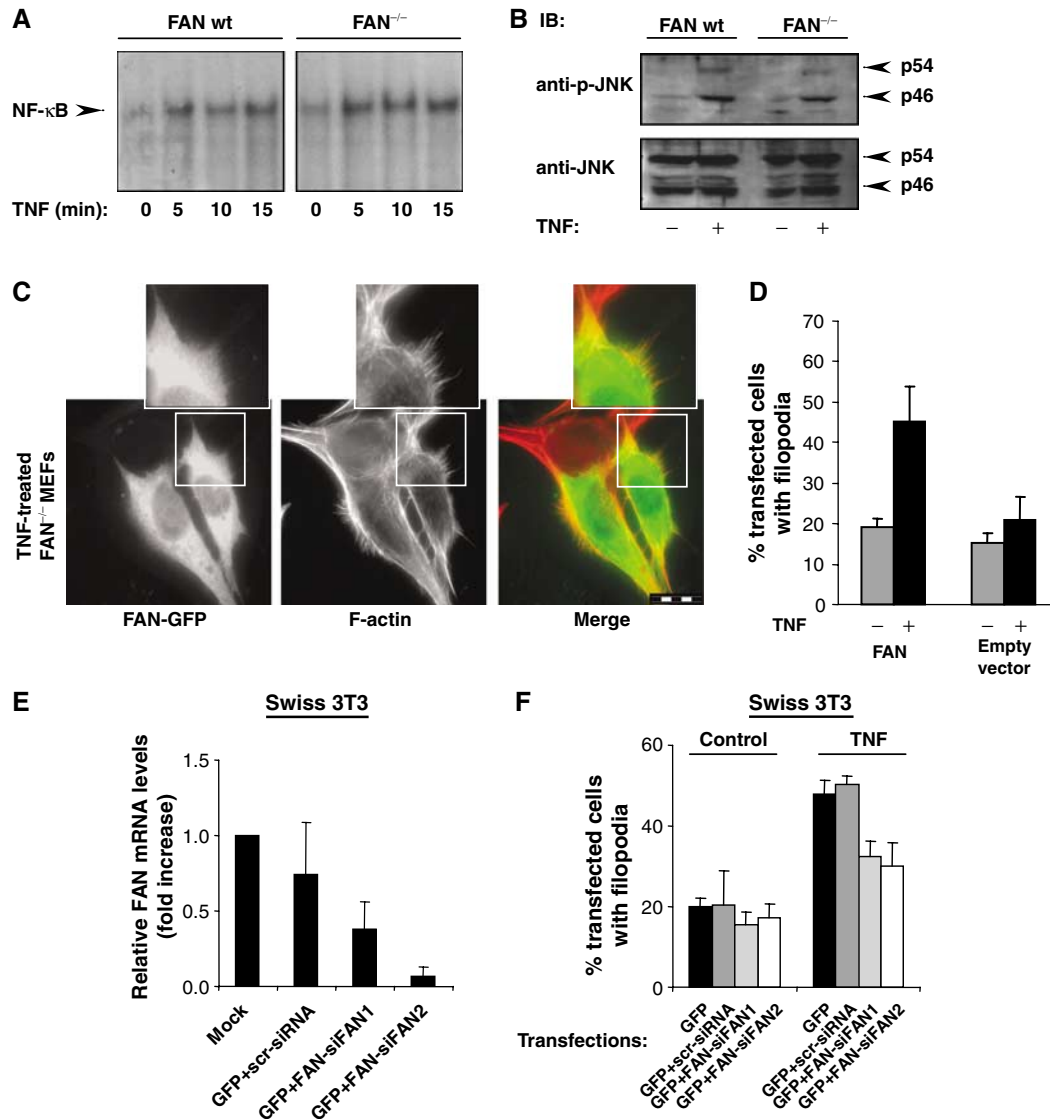 A
FAN wt
FAN–/–
NF-κB
TNF (min): 0 5 10 15 0 5 10 15
B
IB:
FAN wt
FAN–/–
anti-p-JNK
p54
p46
anti-JNK
p54
p46
TNF: – + – +
C
TNF-treated
FAN–/– MEFs
FAN-GFP
F-actin
Merge
D
% transfected cells
with filopodia
70
60
50
40
30
20
10
0
TNF – + – +
FAN
Empty
vector
E
Swiss 3T3
Relative FAN mRNA levels
(fold increase)
1.5
1.0
0.5
0.0
Mock
GFP+scr-siRNA
GFP+FAN-siFAN1
GFP+FAN-siFAN2
F
Swiss 3T3
Control
TNF
% transfected cells
with filopodia
60
40
20
0
Transfections:
GFP
GFP+scr-siRNA
GFP+FAN-siFAN1
GFP+FAN-siFAN2
GFP
GFP+scr-siRNA
GFP+FAN-siFAN1
GFP+FAN-siFAN2